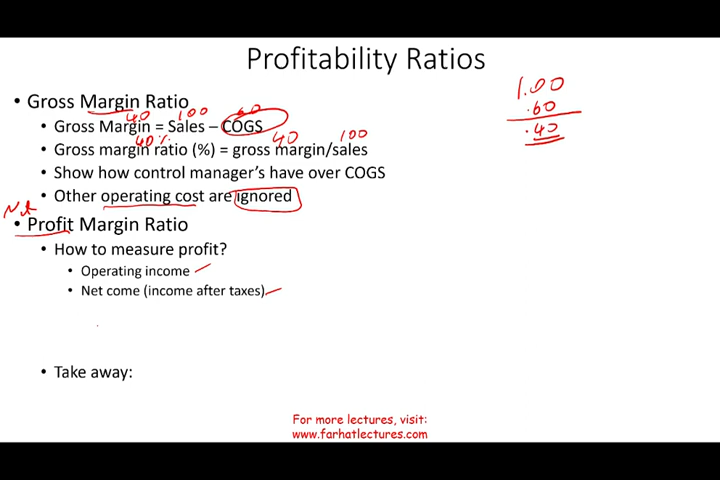 Profitability Ratios
1.00
.60
.40
• Gross Margin Ratio
40 100 60
• Gross Margin = Sales – COGS
40% 40 100
• Gross margin ratio (%) = gross margin/sales
• Show how control manager's have over COGS
• Other operating cost are ignored
Net
• Profit Margin Ratio
• How to measure profit?
• Operating income
• Net come (income after taxes)
• Take away:
For more lectures, visit:
www.farhatlectures.com